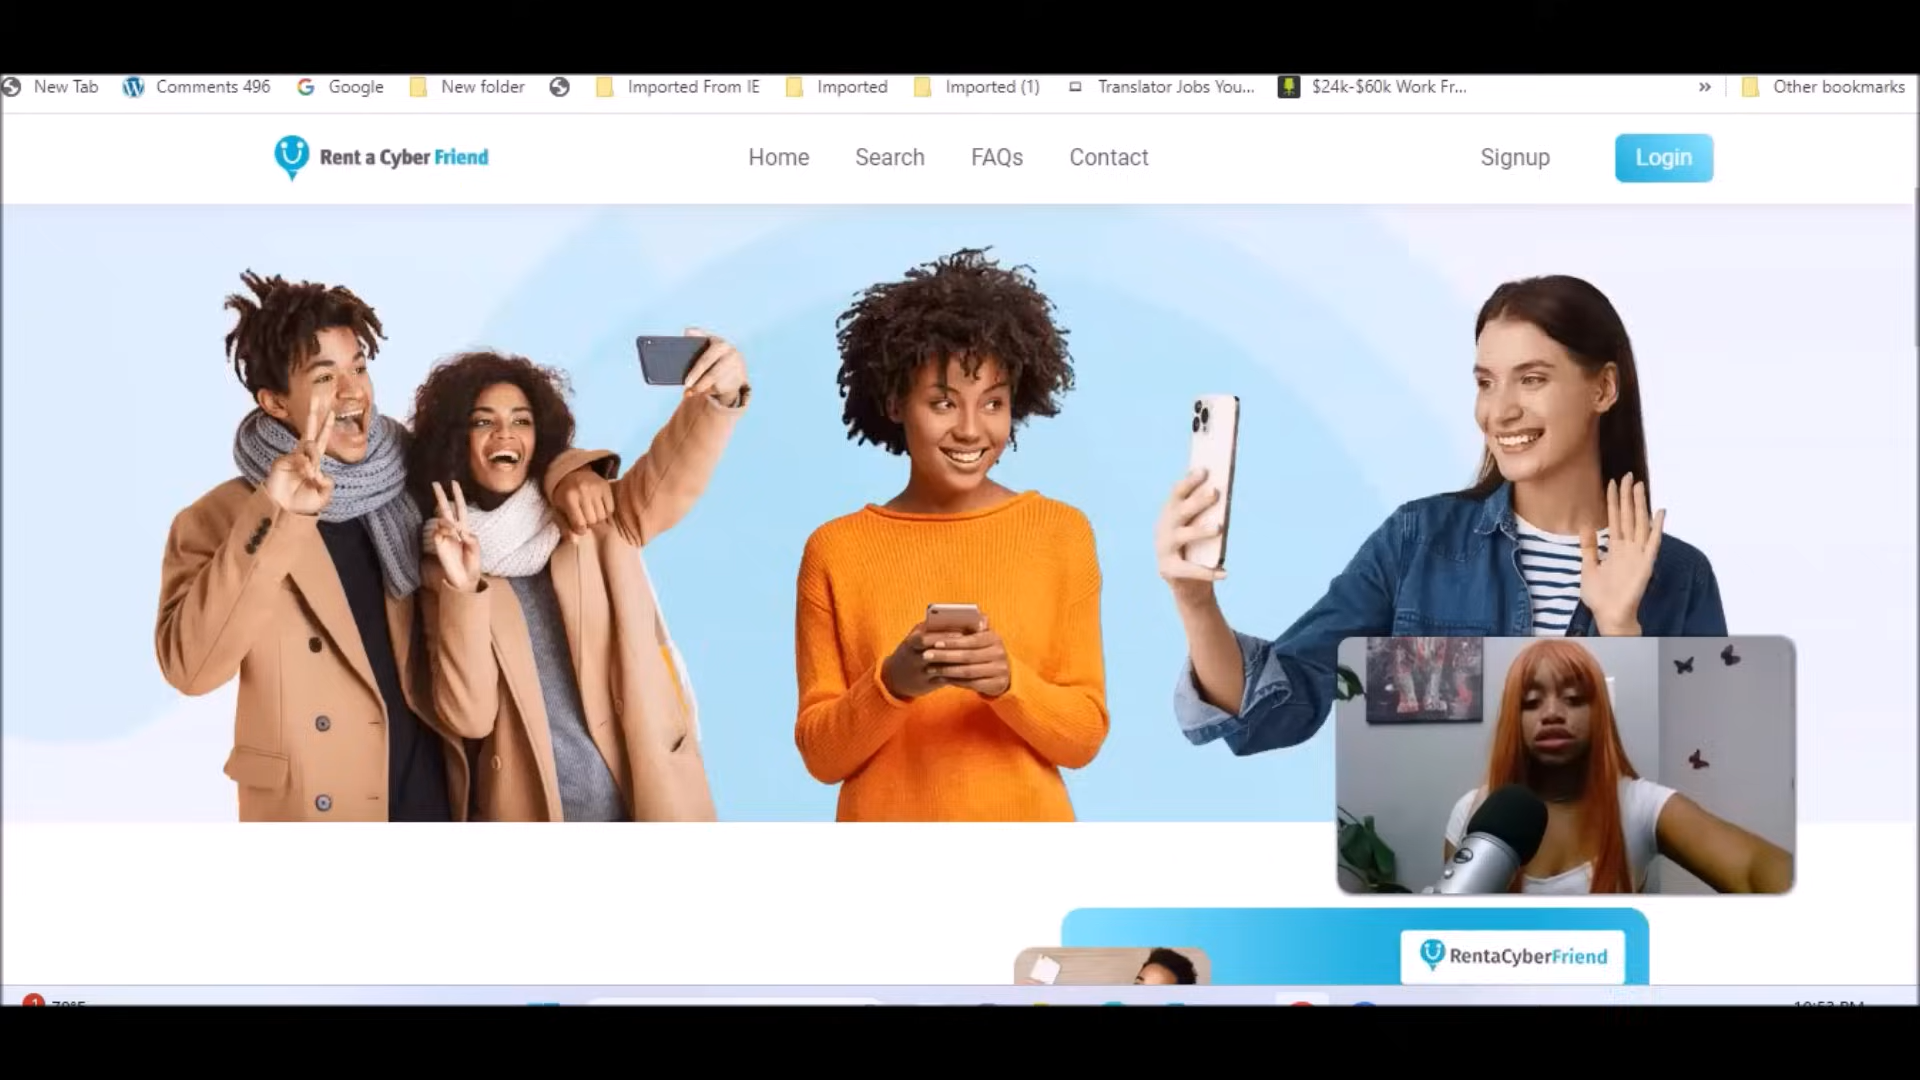 New Tab Comments 496 Google New folder Imported From IE Imported Imported (1) Translator Jobs You... $24k-$60k Work Fr... » Other bookmarks
Rent a Cyber Friend Home Search FAQs Contact Signup Login
RentaCyberFriend